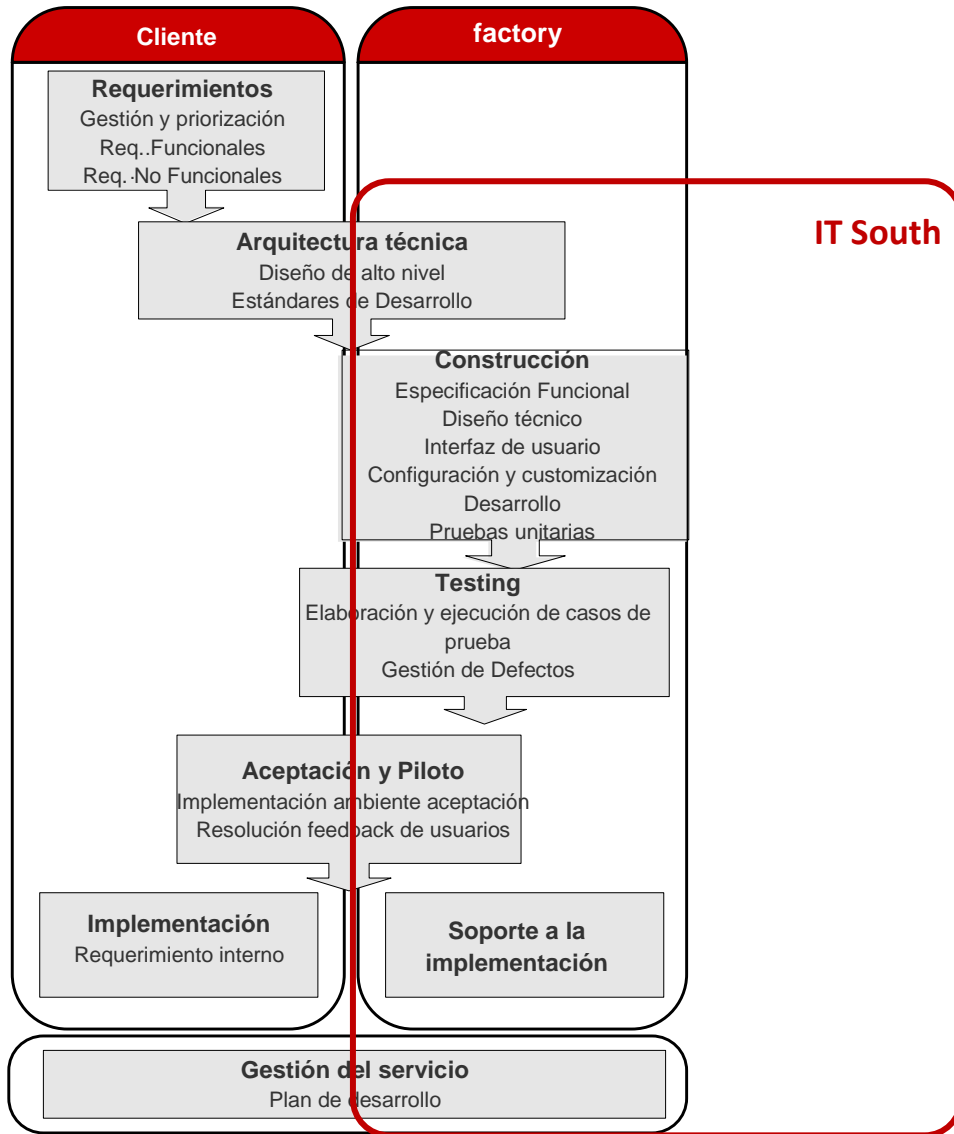 Cliente
factory
Requerimientos
Gestión y priorización
Req..Funcionales
Req.·No Funcionales
IT South
Arquitectura técnica
Diseño de alto nivel
Estándares de Desarrollo
Construcción
Especificación Funcional
Diseño técnico
Interfaz de usuario
Configuración y customización
Desarrollo
Pruebas unitarias
Testing
Elaboración y ejecución de casos de
prueba
Gestión de Defectos
Aceptación y Piloto
Implementación ambiente aceptación
Resolución feedback de usuarios
Implementación
Requerimiento interno
Soporte a la
implementación
Gestión del servicio
Plan de desarrollo